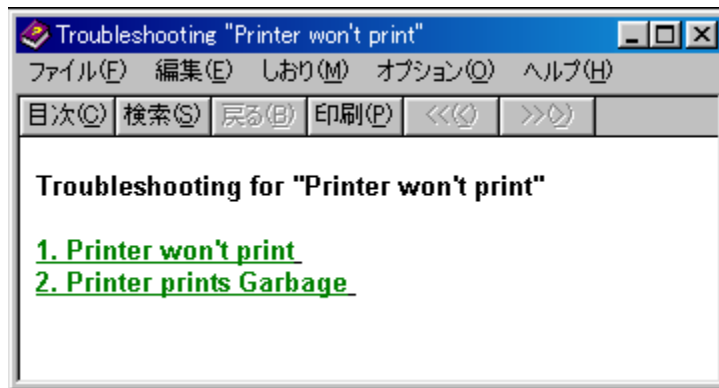 Troubleshooting "Printer won't print"
ファイル(F) 編集(E) しおり(M) オプション(O) ヘルプ(H)
目次(C) 検索(S) 戻る(B) 印刷(P) <<(<) >>(>)
Troubleshooting for "Printer won't print"
1. Printer won't print
2. Printer prints Garbage